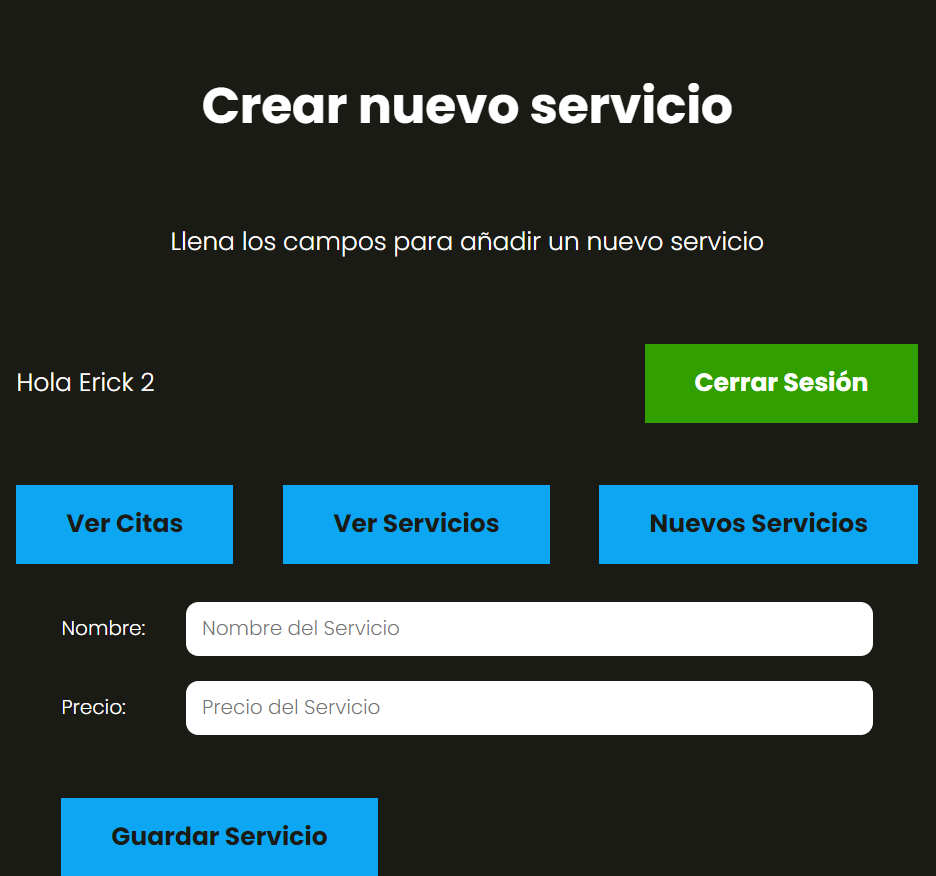 Crear nuevo servicio
Llena los campos para añadir un nuevo servicio
Hola Erick 2
Cerrar Sesión
Ver Citas
Ver Servicios
Nuevos Servicios
Nombre:
Nombre del Servicio
Precio:
Precio del Servicio
Guardar Servicio